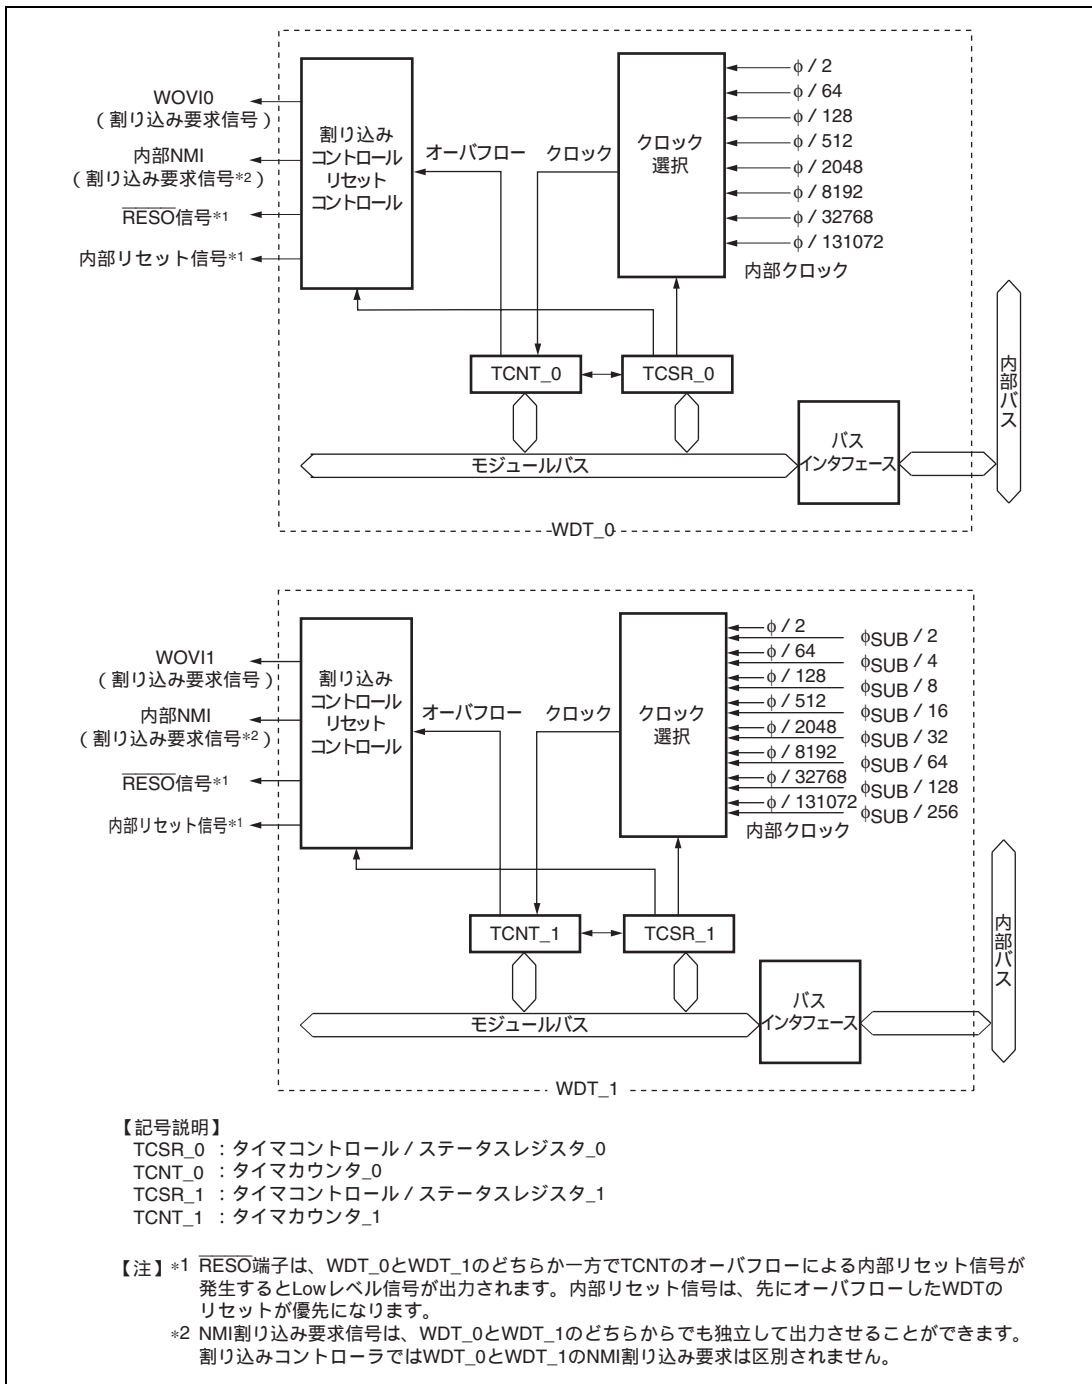 WOVI0
（割り込み要求信号）
内部NMI
（割り込み要求信号*2）
RESO信号*1
内部リセット信号*1
割り込み
コントロール
リセット
コントロール
オーバフロー
クロック
クロック
選択
φ / 2
φ / 64
φ / 128
φ / 512
φ / 2048
φ / 8192
φ / 32768
φ / 131072
内部クロック
TCNT_0
TCSR_0
モジュールバス
バス
インタフェース
内部バス
WDT_0
WOVI1
（割り込み要求信号）
内部NMI
（割り込み要求信号*2）
RESO信号*1
内部リセット信号*1
割り込み
コントロール
リセット
コントロール
オーバフロー
クロック
クロック
選択
φ / 2
φSUB / 2
φ / 64
φSUB / 4
φ / 128
φSUB / 8
φ / 512
φSUB / 16
φ / 2048
φSUB / 32
φ / 8192
φSUB / 64
φ / 32768
φSUB / 128
φ / 131072
φSUB / 256
内部クロック
TCNT_1
TCSR_1
モジュールバス
バス
インタフェース
内部バス
WDT_1
【記号説明】
TCSR_0 ：タイマコントロール / ステータスレジスタ_0
TCNT_0 ：タイマカウンタ_0
TCSR_1 ：タイマコントロール / ステータスレジスタ_1
TCNT_1 ：タイマカウンタ_1
【注】*1 RESO端子は、WDT_0とWDT_1のどちらか一方でTCNTのオーバフローによる内部リセット信号が
発生するとLowレベル信号が出力されます。内部リセット信号は、先にオーバフローしたWDTの
リセットが優先になります。
*2 NMI割り込み要求信号は、WDT_0とWDT_1のどちらからでも独立して出力させることができます。
割り込みコントローラではWDT_0とWDT_1のNMI割り込み要求は区別されません。